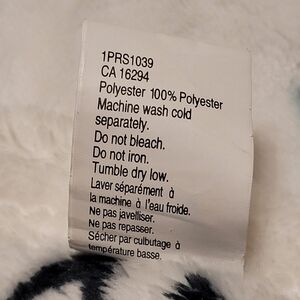 1PRS1039
CA 16294
Polyester 100% Polyester
Machine wash cold
separately.
Do not bleach.
Do not iron.
Tumble dry low.
Laver séparément à
la machine à l'eau froide.
Ne pas javelliser.
Ne pas repasser.
Sécher par culbutage à
température basse.